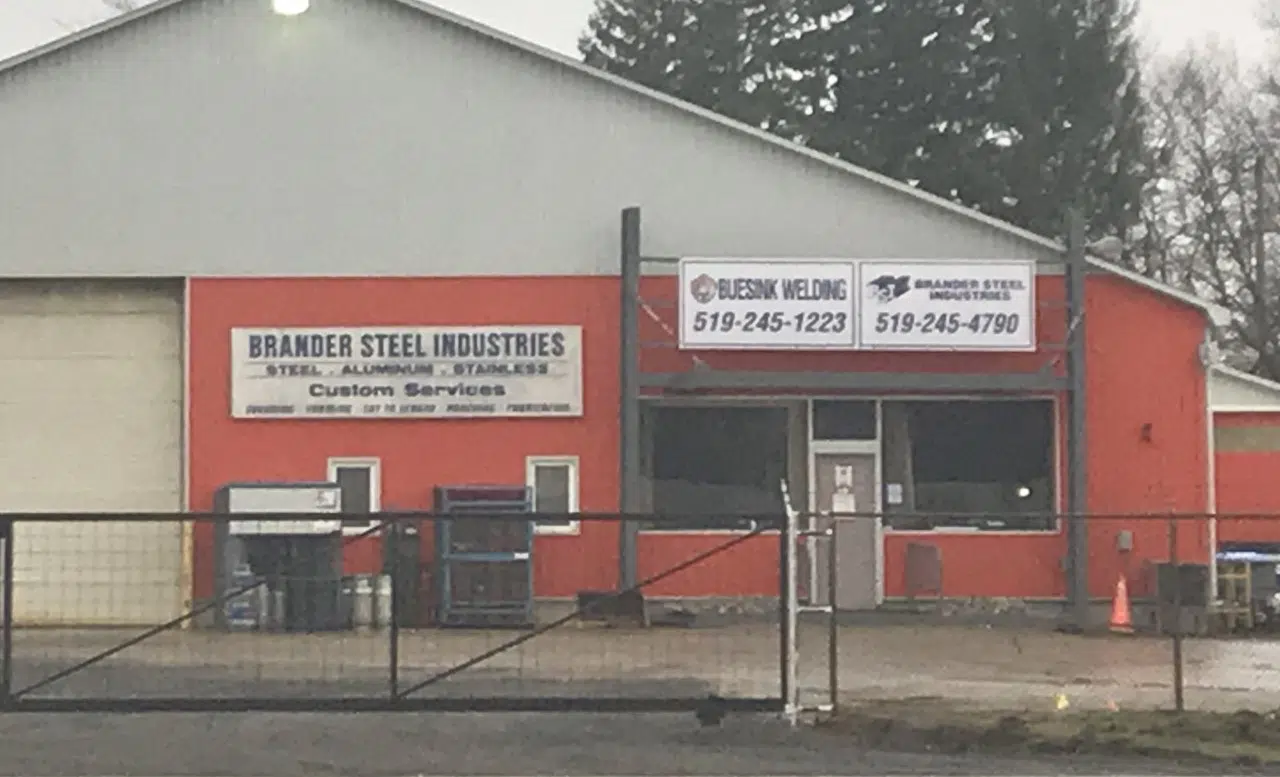 BRANDER STEEL INDUSTRIES
STEEL . ALUMINUM . STAINLESS
Custom Services
BUESINK WELDING
519-245-1223
BRANDER STEEL
INDUSTRIES
519-245-4790